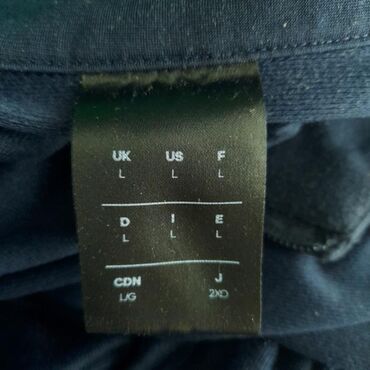 UK US F
L L L
D I E
L L L
CDN J
L/G 2XO